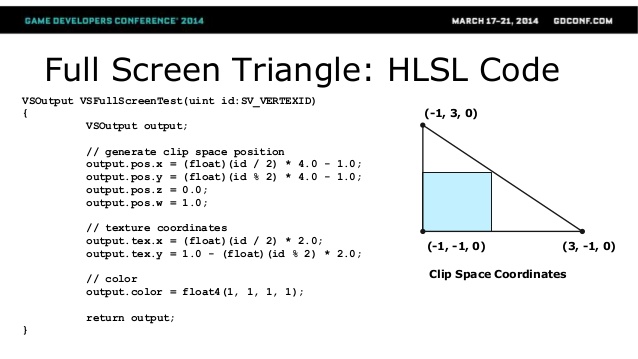 GAME DEVELOPERS CONFERENCE® 2014
MARCH 17–21, 2014 GDCONF.COM
Full Screen Triangle: HLSL Code
VSOutput VSFullScreenTest(uint id:SV_VERTEXID)
{
VSOutput output;
// generate clip space position
output.pos.x = (float)(id / 2) * 4.0 - 1.0;
output.pos.y = (float)(id % 2) * 4.0 - 1.0;
output.pos.z = 0.0;
output.pos.w = 1.0;
// texture coordinates
output.tex.x = (float)(id / 2) * 2.0;
output.tex.y = 1.0 - (float)(id % 2) * 2.0;
// color
output.color = float4(1, 1, 1, 1);
return output;
}
(-1, 3, 0)
(-1, -1, 0) (3, -1, 0)
Clip Space Coordinates